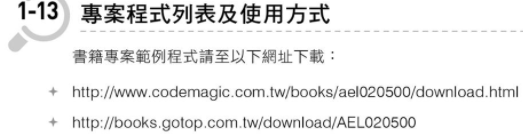 1-13 專案程式列表及使用方式
書籍專案範例程式請至以下網址下載：
+ http://www.codemagic.com.tw/books/ael020500/download.html
+ http://books.gotop.com.tw/download/AEL020500